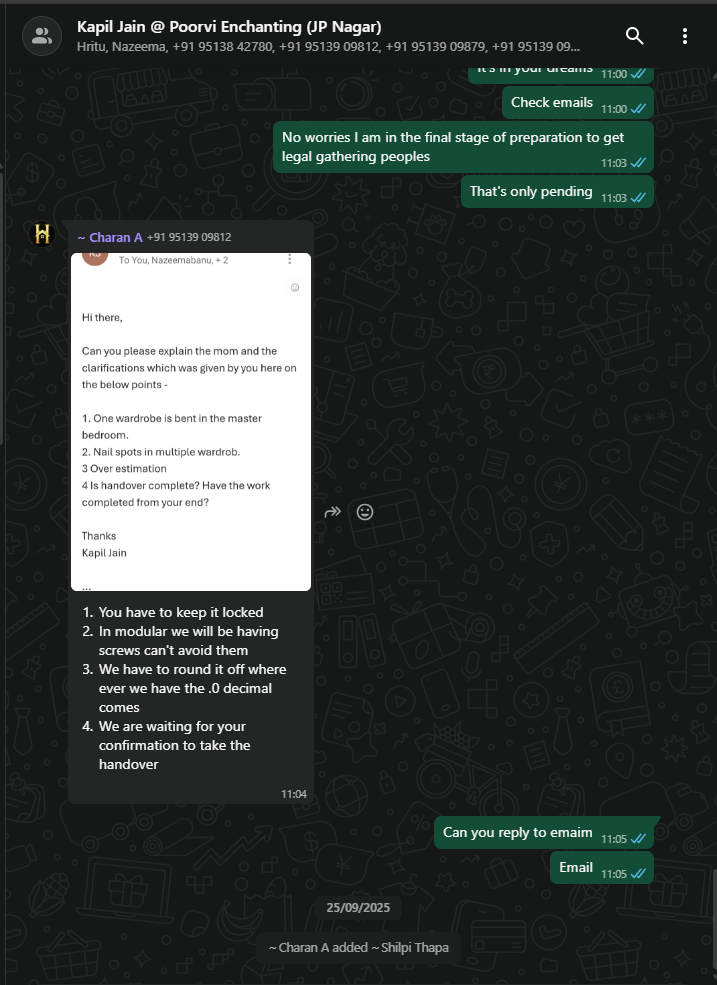 Kapil Jain @ Poorvi Enchanting (JP Nagar)
Hritu, Nazeema, +91 95138 42780, +91 95139 09812, +91 95139 09879, +91 95139 09...
It's in your dreams 11:00
Check emails 11:00
No worries I am in the final stage of preparation to get
legal gathering peoples 11:03
That's only pending 11:03
~ Charan A +91 95139 09812
KJ
To You, Nazeemabanu, + 2
Hi there,
Can you please explain the mom and the
clarifications which was given by you here on
the below points -
1. One wardrobe is bent in the master
bedroom.
2. Nail spots in multiple wardrob.
3 Over estimation
4 Is handover complete? Have the work
completed from your end?
Thanks
Kapil Jain
...
1. You have to keep it locked
2. In modular we will be having
screws can't avoid them
3. We have to round it off where
ever we have the .0 decimal
comes
4. We are waiting for your
confirmation to take the
handover
11:04
Can you reply to emaim 11:05
Email 11:05
25/09/2025
~ Charan A added ~ Shilpi Thapa